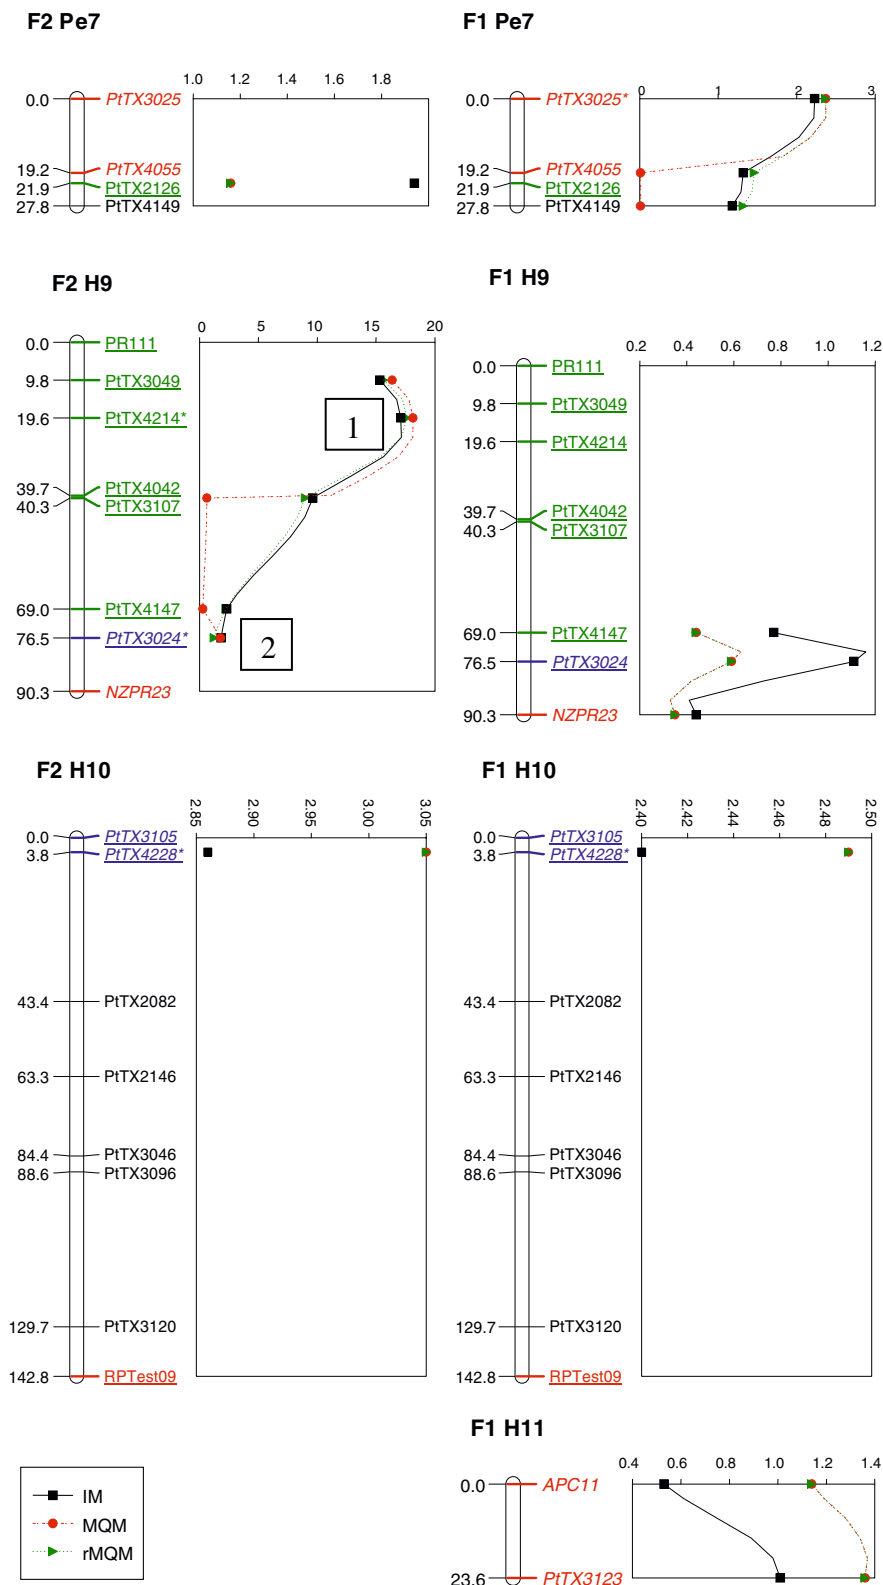 F2 Pe7
F1 Pe7
1.0 1.2 1.4 1.6 1.8
0.0 PtTX3025
19.2 PtTX4055
21.9 PtTX2126
27.8 PtTX4149
0 1 2 3
0.0 PtTX3025*
19.2 PtTX4055
21.9 PtTX2126
27.8 PtTX4149
F2 H9
F1 H9
0 5 10 15 20
0.0 PR111
9.8 PtTX3049
19.6 PtTX4214*
39.7 PtTX4042
40.3 PtTX3107
69.0 PtTX4147
76.5 PtTX3024*
90.3 NZPR23
1
2
0.2 0.4 0.6 0.8 1.0 1.2
0.0 PR111
9.8 PtTX3049
19.6 PtTX4214
39.7 PtTX4042
40.3 PtTX3107
69.0 PtTX4147
76.5 PtTX3024
90.3 NZPR23
F2 H10
F1 H10
2.85 2.90 2.95 3.00 3.05
0.0 PtTX3105
3.8 PtTX4228*
43.4 PtTX2082
63.3 PtTX2146
84.4 PtTX3046
88.6 PtTX3096
129.7 PtTX3120
142.8 RPTest09
2.40 2.42 2.44 2.46 2.48 2.50
0.0 PtTX3105
3.8 PtTX4228*
43.4 PtTX2082
63.3 PtTX2146
84.4 PtTX3046
88.6 PtTX3096
129.7 PtTX3120
142.8 RPTest09
F1 H11
0.4 0.6 0.8 1.0 1.2 1.4
0.0 APC11
23.6 PtTX3123
IM
MQM
rMQM